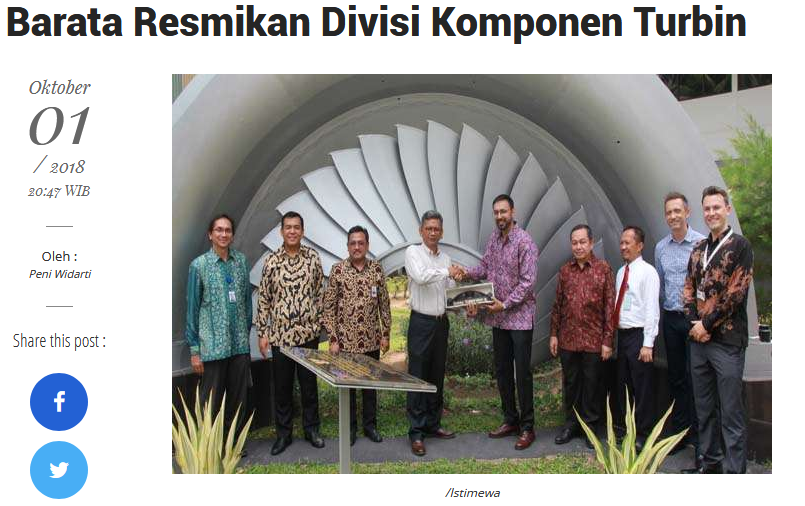 Barata Resmikan Divisi Komponen Turbin
Oktober
01
/ 2018
20:47 WIB
Oleh :
Peni Widarti
Share this post :
/Istimewa